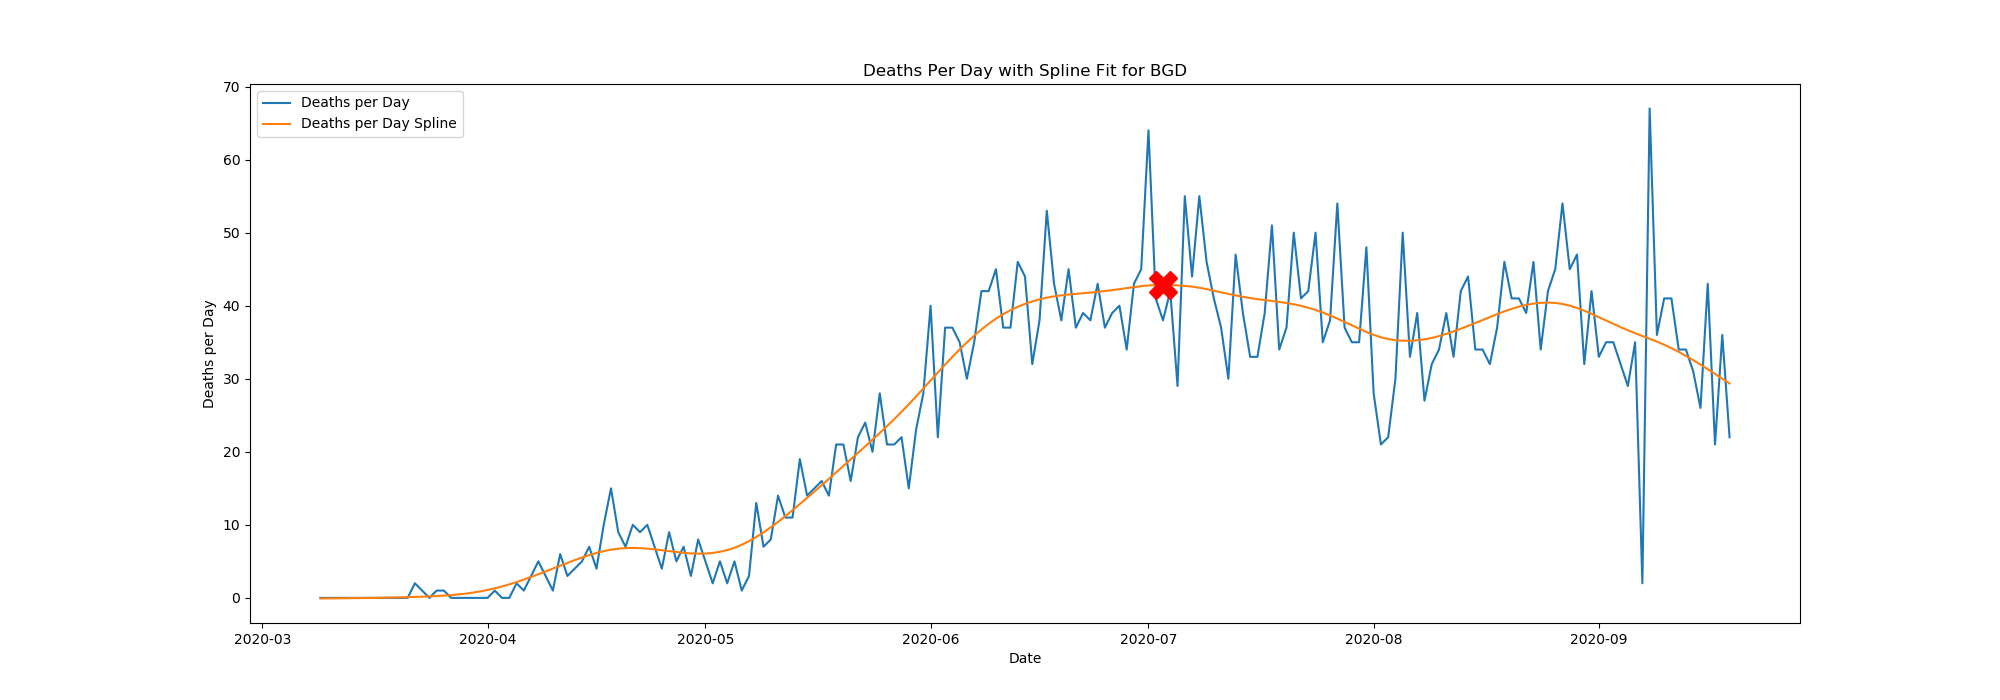 Deaths Per Day with Spline Fit for BGD
Deaths per Day
Deaths per Day Spline
70
60
50
40
30
20
10
0
Deaths per Day
2020-03 2020-04 2020-05 2020-06 2020-07 2020-08 2020-09
Date